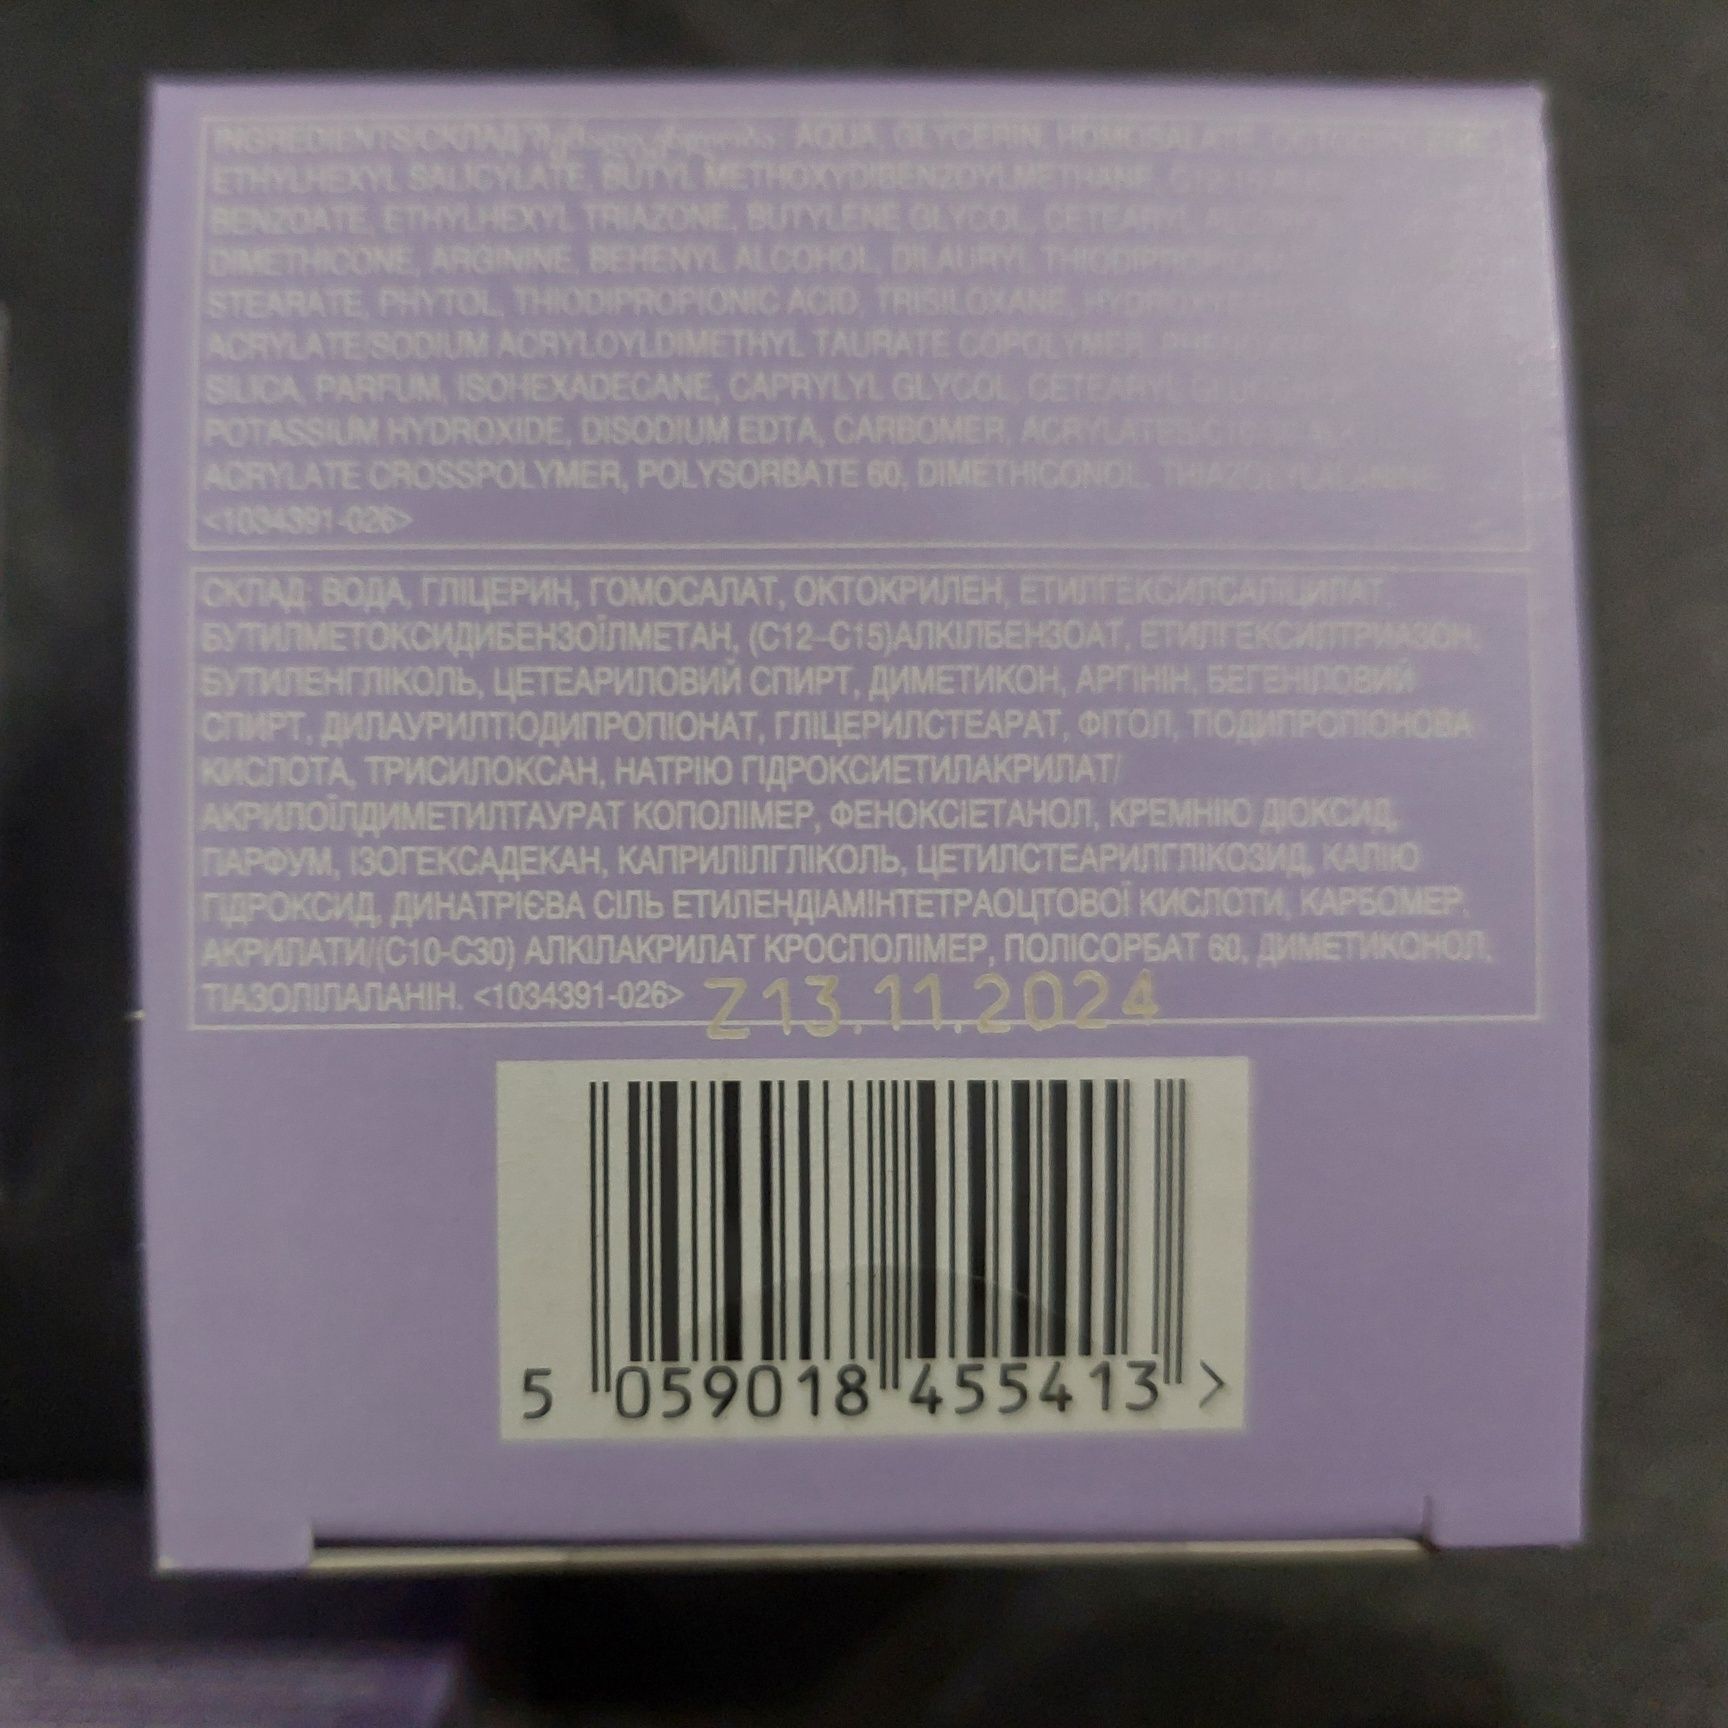 INGREDIENTS/СКЛАД/ AQUA, GLYCERIN, HOMOSALATE,
ETHYLHEXYL SALICYLATE, BUTYL METHOXYDIBENZOYLMETHANE,
BENZOATE, ETHYLHEXYL TRIAZONE, BUTYLENE GLYCOL, CETEARYL
DIMETHICONE, ARGININE, BEHENYL ALCOHOL, DILAURYL
STEARATE, PHYTOL, THIODIPROPIONIC ACID, TRISILOXANE,
ACRYLATE/SODIUM ACRYLOYLDIMETHYL TAURATE COPOLYMER,
SILICA, PARFUM, ISOHEXADECANE, CAPRYLYL GLYCOL, CETEARYL
POTASSIUM HYDROXIDE, DISODIUM EDTA, CARBOMER,
ACRYLATE CROSSPOLYMER, POLYSORBATE 60, DIMETHICONOL,
<1034391-026>
СКЛАД: ВОДА, ГЛІЦЕРИН, ГОМОСАЛАТ, ОКТОКРИЛЕН, ЕТИЛГЕКСИЛСАЛІЦИЛАТ,
БУТИЛМЕТОКСИДИБЕНЗОЇЛМЕТАН, (С12–С15)АЛКІЛБЕНЗОАТ, ЕТИЛГЕКСИЛТРИАЗОН,
БУТИЛЕНГЛІКОЛЬ, ЦЕТЕАРИЛОВИЙ СПИРТ, ДИМЕТИКОН, АРГІНІН, БЕГЕНІЛОВИЙ
СПИРТ, ДИЛАУРИЛТІОДИПРОПІОНАТ, ГЛІЦЕРИЛСТЕАРАТ, ФІТОЛ, ТІОДИПРОПІОНОВА
КИСЛОТА, ТРИСИЛОКСАН, НАТРІЮ ГІДРОКСИЕТИЛАКРИЛАТ/
АКРИЛОЇЛДИМЕТИЛТАУРАТ КОПОЛІМЕР, ФЕНОКСІЕТАНОЛ, КРЕМНІЮ ДІОКСИД,
ПАРФУМ, ІЗОГЕКСАДЕКАН, КАПРИЛІЛГЛІКОЛЬ, ЦЕТИЛСТЕАРИЛГЛІКОЗИД, КАЛІЮ
ГІДРОКСИД, ДИНАТРІЄВА СІЛЬ ЕТИЛЕНДІАМІНТЕТРАОЦТОВОЇ КИСЛОТИ, КАРБОМЕР,
АКРИЛАТИ/(С10-С30) АЛКІЛАКРИЛАТ КРОСПОЛІМЕР, ПОЛІСОРБАТ 60, ДИМЕТИКОНОЛ,
ТІАЗОЛІЛАЛАНІН. <1034391-026> Z13.11.2024
5 059018 455413 >